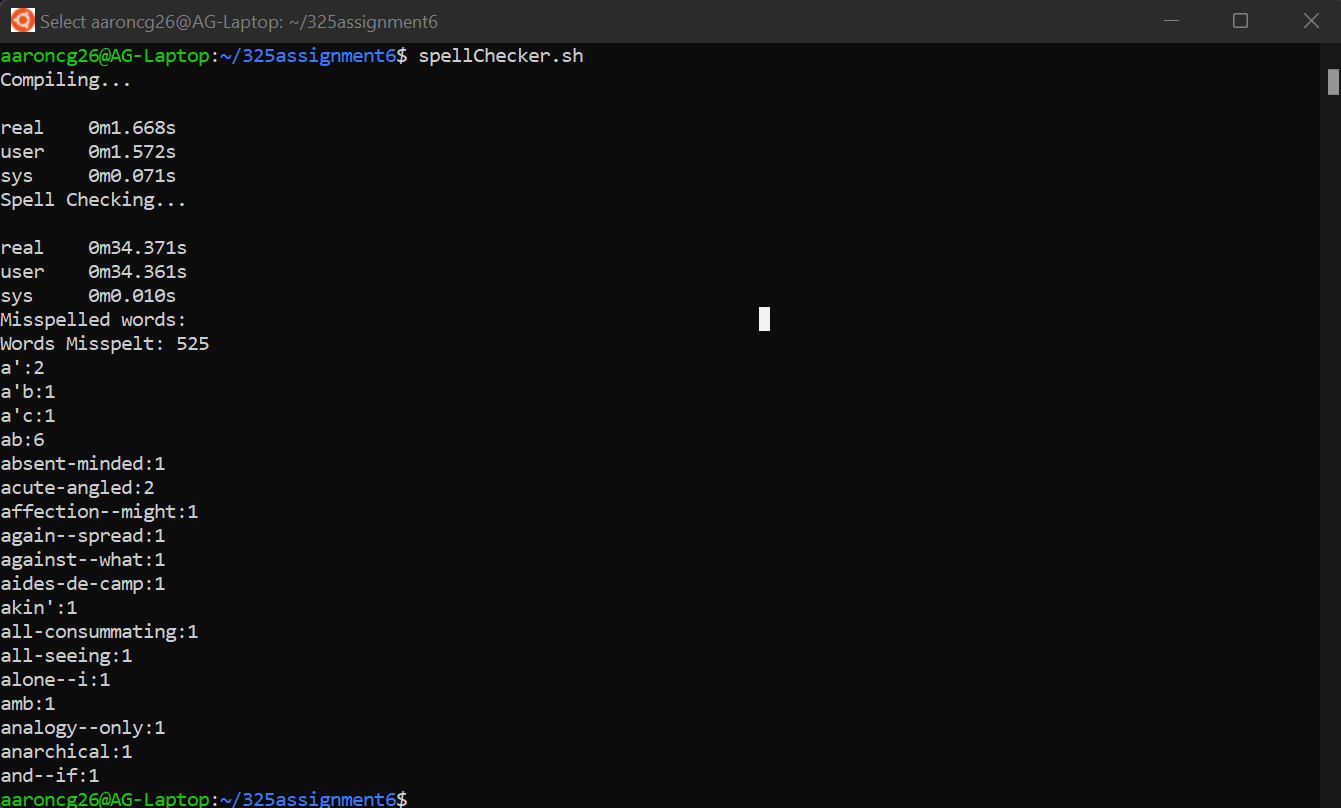 Select aaroncg26@AG-Laptop: ~/325assignment6
aaroncg26@AG-Laptop:~/325assignment6$ spellChecker.sh
Compiling...
real    0m1.668s
user    0m1.572s
sys     0m0.071s
Spell Checking...
real    0m34.371s
user    0m34.361s
sys     0m0.010s
Misspelled words:
Words Misspelt: 525
a':2
a'b:1
a'c:1
ab:6
absent-minded:1
acute-angled:2
affection--might:1
again--spread:1
against--what:1
aides-de-camp:1
akin':1
all-consummating:1
all-seeing:1
alone--i:1
amb:1
analogy--only:1
anarchical:1
and--if:1
aaroncg26@AG-Laptop:~/325assignment6$